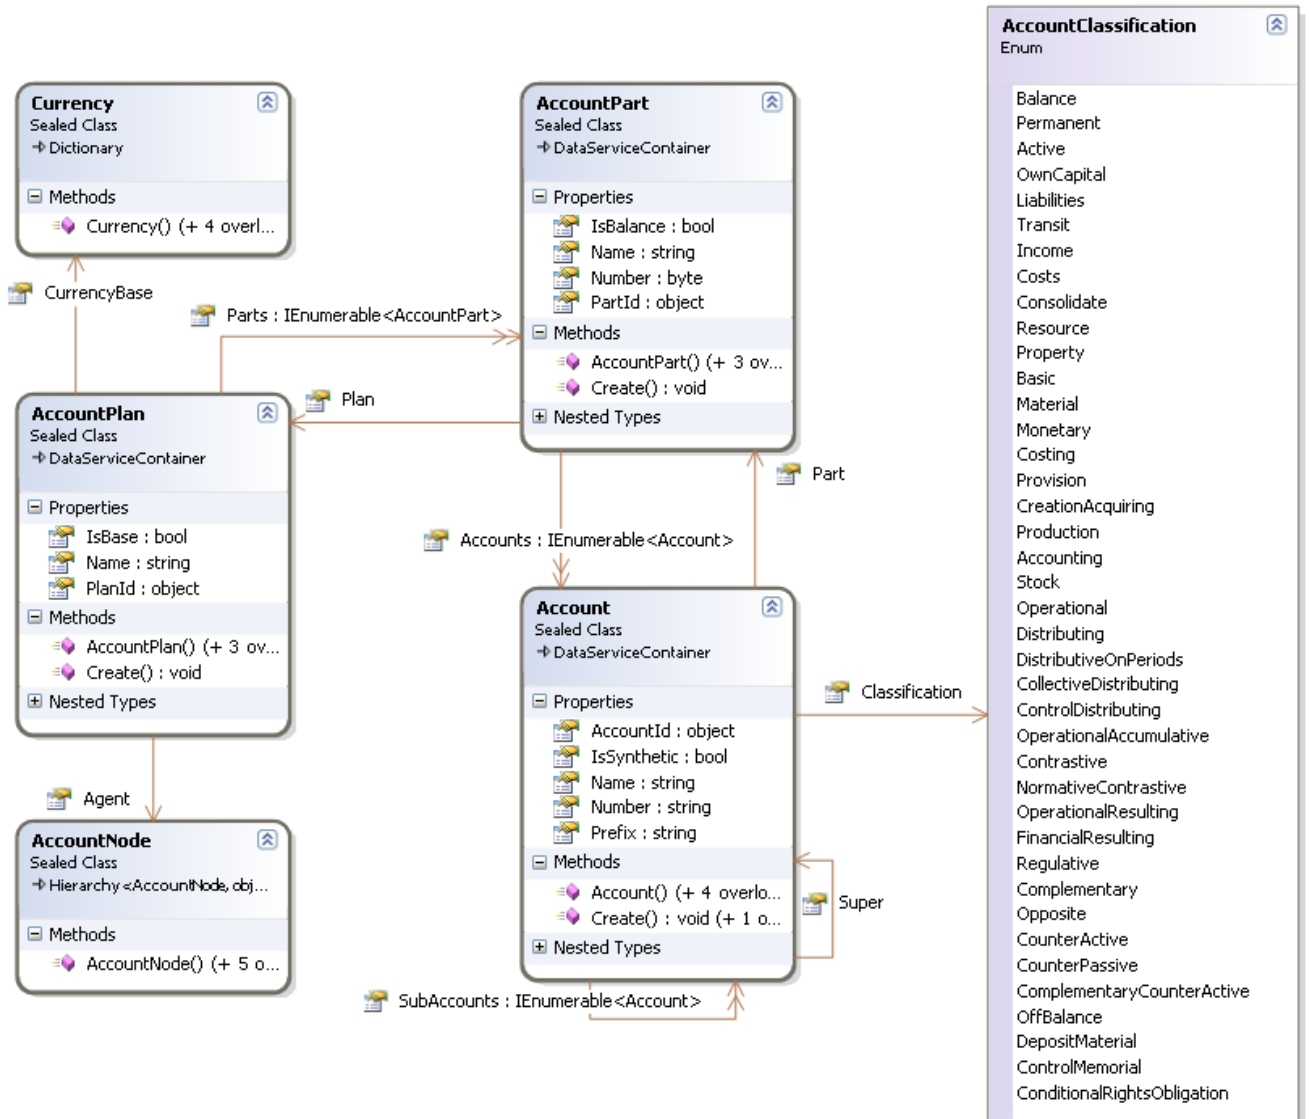 Currency
Sealed Class
Dictionary
Methods
Currency() (+ 4 overl...
CurrencyBase
Parts : IEnumerable<AccountPart>
AccountPlan
Sealed Class
DataServiceContainer
Properties
IsBase : bool
Name : string
PlanId : object
Methods
AccountPlan() (+ 3 ov...
Create() : void
Nested Types
Agent
AccountNode
Sealed Class
Hierarchy<AccountNode, obj...
Methods
AccountNode() (+ 5 o...
AccountPart
Sealed Class
DataServiceContainer
Properties
IsBalance : bool
Name : string
Number : byte
PartId : object
Methods
AccountPart() (+ 3 ov...
Create() : void
Nested Types
Plan
Part
Accounts : IEnumerable<Account>
Account
Sealed Class
DataServiceContainer
Properties
AccountId : object
IsSynthetic : bool
Name : string
Number : string
Prefix : string
Methods
Account() (+ 4 overlo...
Create() : void (+ 1 o...
Nested Types
Classification
Super
SubAccounts : IEnumerable<Account>
AccountClassification
Enum
Balance
Permanent
Active
OwnCapital
Liabilities
Transit
Income
Costs
Consolidate
Resource
Property
Basic
Material
Monetary
Costing
Provision
CreationAcquiring
Production
Accounting
Stock
Operational
Distributing
DistributiveOnPeriods
CollectiveDistributing
ControlDistributing
OperationalAccumulative
Contrastive
NormativeContrastive
OperationalResulting
FinancialResulting
Regulative
Complementary
Opposite
CounterActive
CounterPassive
ComplementaryCounterActive
OffBalance
DepositMaterial
ControlMemorial
ConditionalRightsObligation